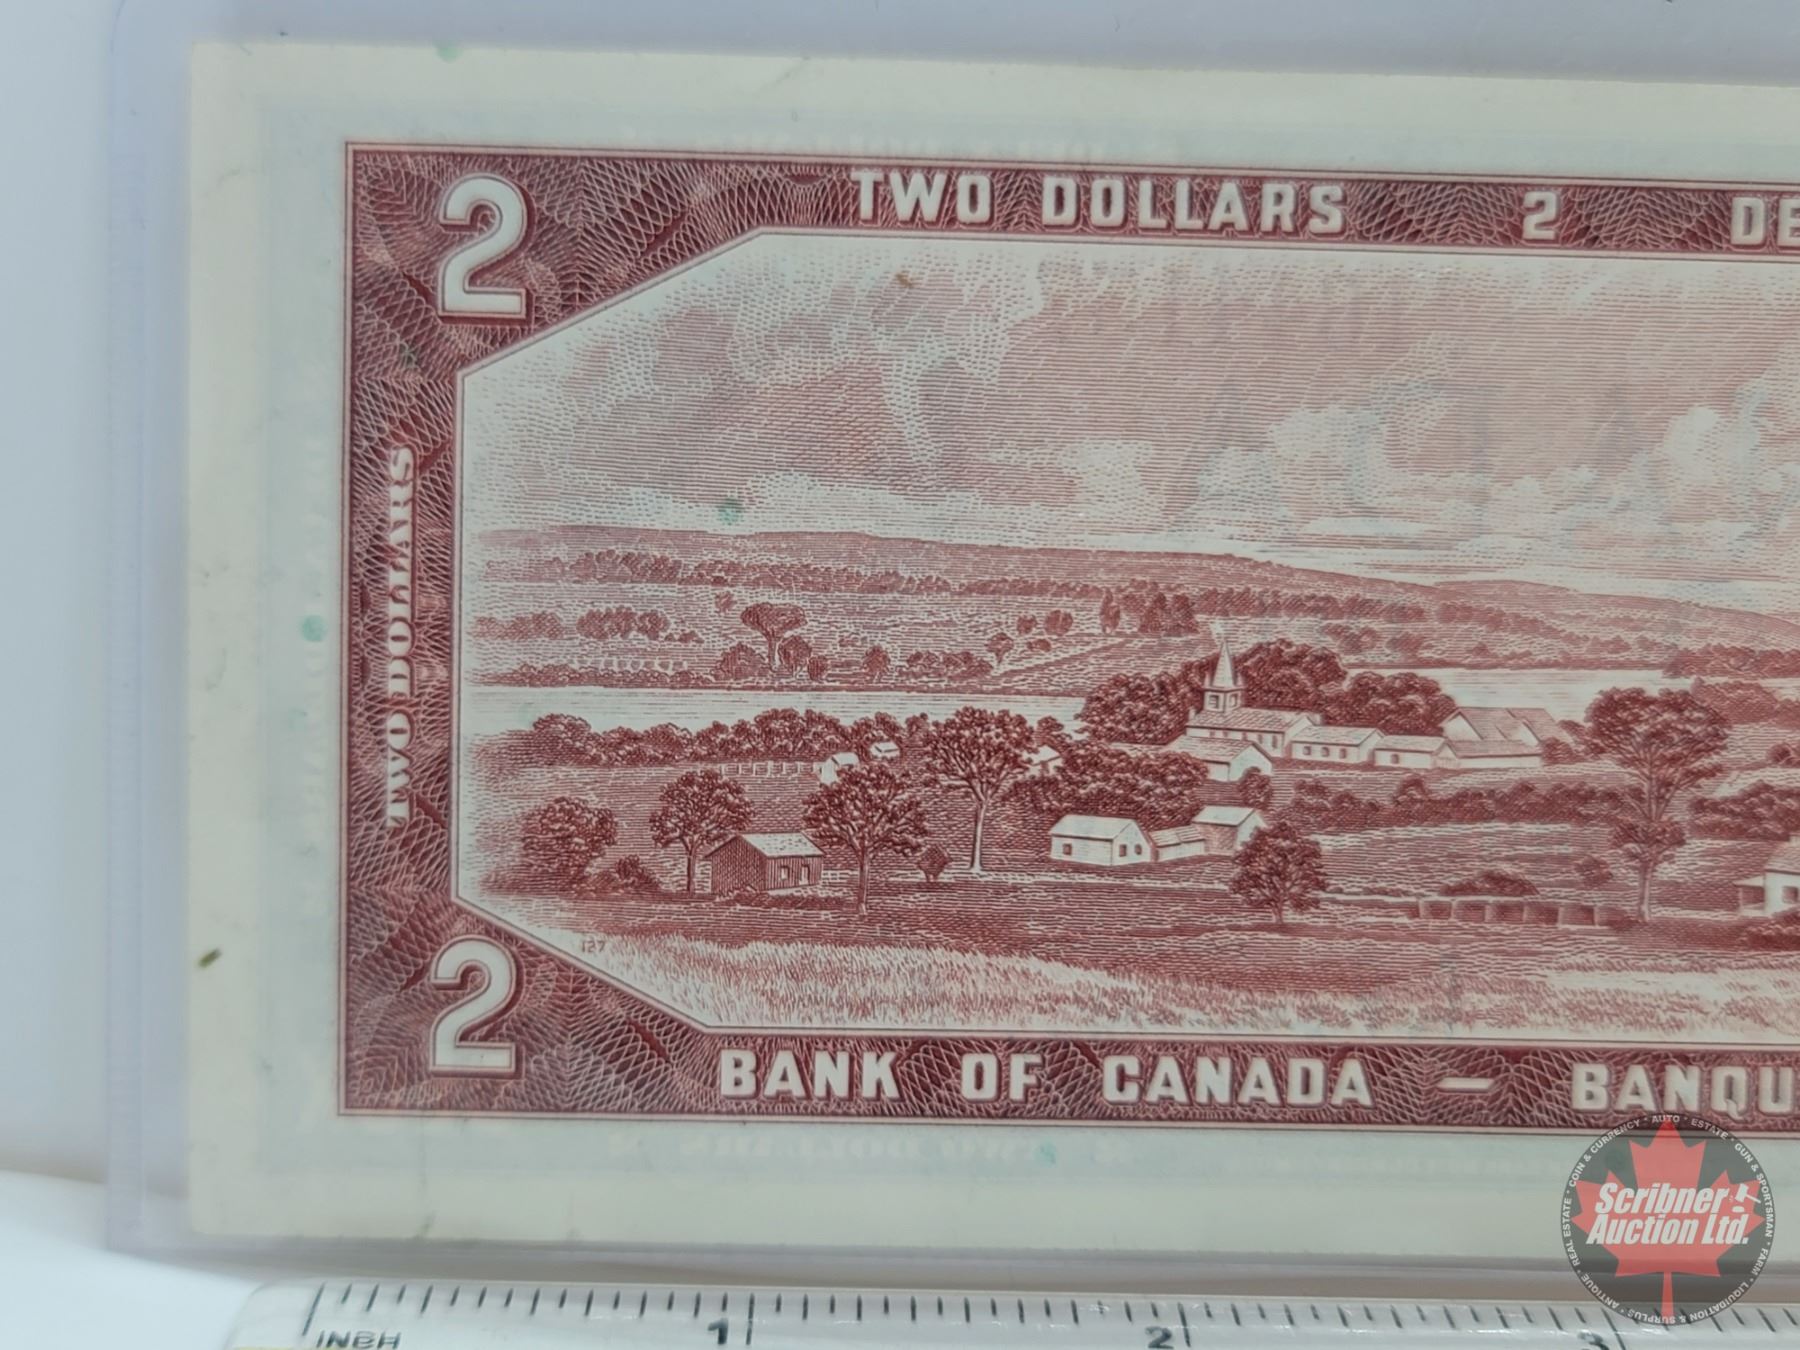 2 TWO DOLLARS 2 DE
TWO DOLLARS
127
2 BANK OF CANADA — BANQU
Scribner
Auction Ltd.
COIN & CURRENCY * AUTO * ESTATE * GUN & SPORTSMAN * FARM * LIQUIDATION & SURPLUS * ANTIQUE * REAL ESTATE *
INCH 1 2 3